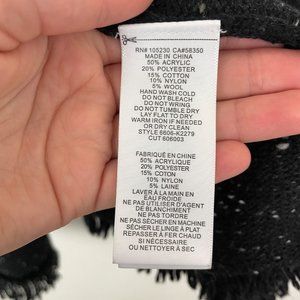 RN# 105230 CA#58350
MADE IN CHINA
50% ACRYLIC
20% POLYESTER
15% COTTON
10% NYLON
5% WOOL
HAND WASH COLD
DO NOT BLEACH
DO NOT WRING
DO NOT TUMBLE DRY
LAY FLAT TO DRY
WARM IRON IF NEEDED
OR DRY CLEAN
STYLE 6606-K2279
CUT 606003
FABRIQUÉ EN CHINE
50% ACRYLIQUE
20% POLYESTER
15% COTON
10% NYLON
5% LAINE
LAVER À LA MAIN EN
EAU FROIDE
NE PAS UTILISER D'AGENT
DE BLANCHIMENT
NE PAS TORDRE
NE PAS SÉCHER EN MACHINE
SÉCHER LE LINGE À PLAT
REPASSER À FER CHAUD
SI NÉCESSAIRE
OU NETTOYER À SEC